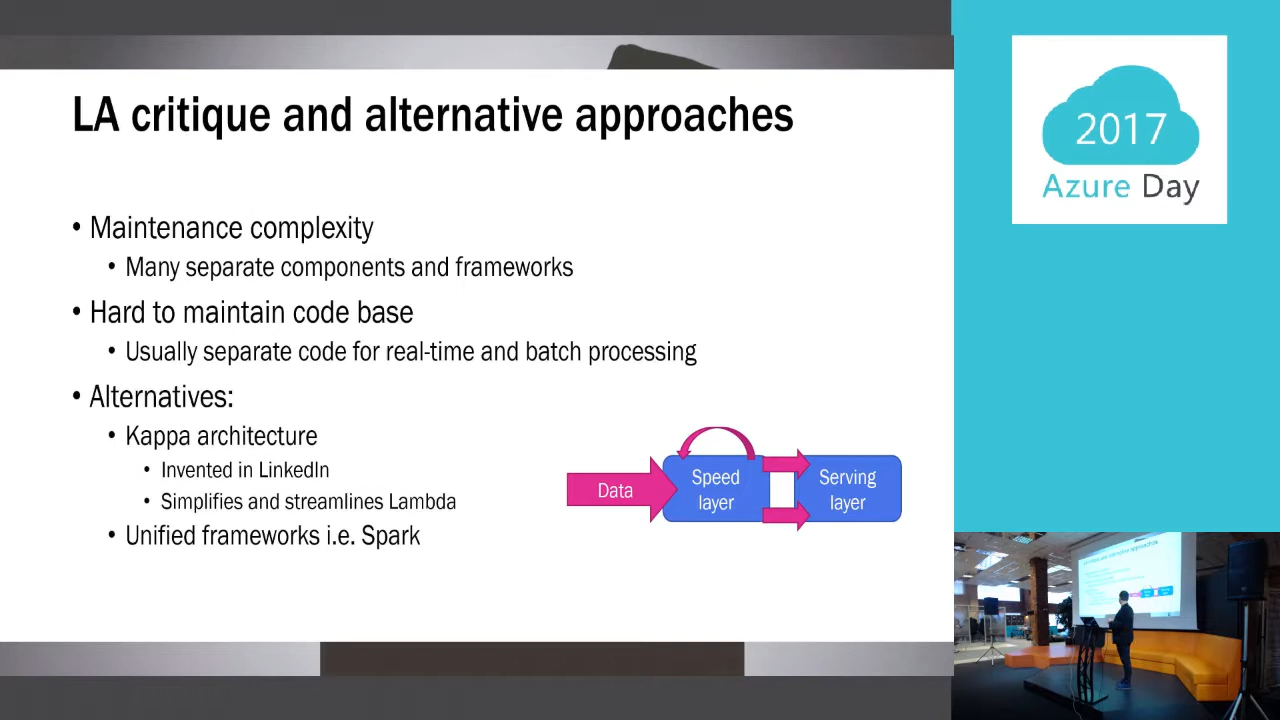 LA critique and alternative approaches
• Maintenance complexity
• Many separate components and frameworks
• Hard to maintain code base
• Usually separate code for real-time and batch processing
• Alternatives:
• Kappa architecture
• Invented in LinkedIn
• Simplifies and streamlines Lambda
• Unified frameworks i.e. Spark
Data
Speed
layer
Serving
layer
2017
Azure Day